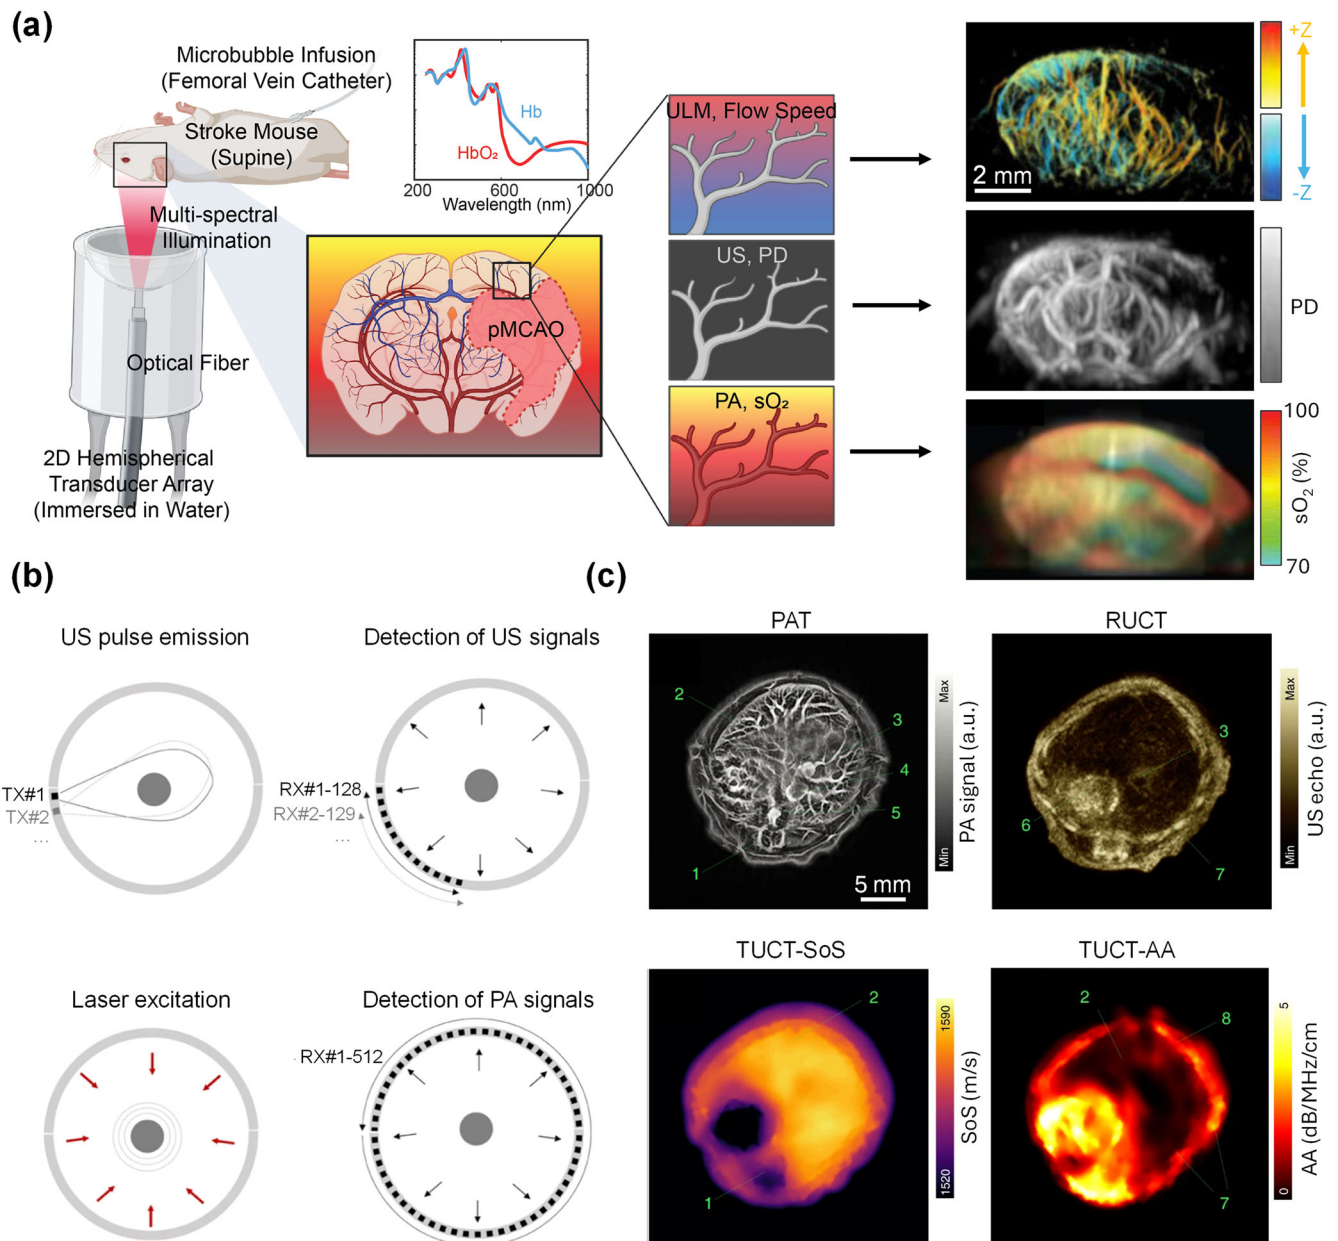 (a)
Microbubble Infusion
(Femoral Vein Catheter)
Stroke Mouse
(Supine)
Multi-spectral
Illumination
Optical Fiber
2D Hemispherical
Transducer Array
(Immersed in Water)
Hb
HbO₂
200 600 1000
Wavelength (nm)
pMCAO
ULM, Flow Speed
US, PD
PA, sO₂
2 mm
+Z
-Z
PD
100
sO₂ (%)
70
(b)
US pulse emission
TX#1
TX#2
...
Detection of US signals
RX#1-128
RX#2-129
...
Laser excitation
Detection of PA signals
RX#1-512
(c)
PAT
2
3
4
5
1
5 mm
Max
Min
PA signal (a.u.)
RUCT
3
6
7
Max
Min
US echo (a.u.)
TUCT-SoS
2
1
1590
1520
SoS (m/s)
TUCT-AA
2
8
7
5
0
AA (dB/MHz/cm)